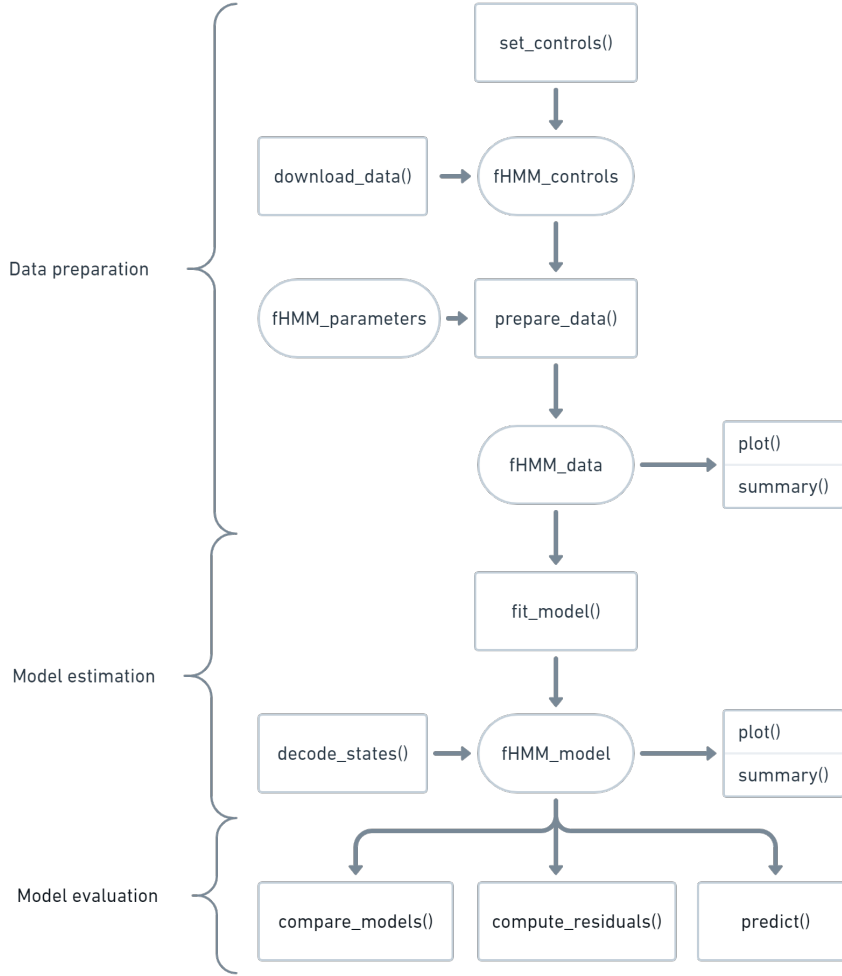 set_controls()
download_data()
fHMM_controls
Data preparation
fHMM_parameters
prepare_data()
fHMM_data
plot()
summary()
fit_model()
Model estimation
decode_states()
fHMM_model
plot()
summary()
Model evaluation
compare_models()
compute_residuals()
predict()